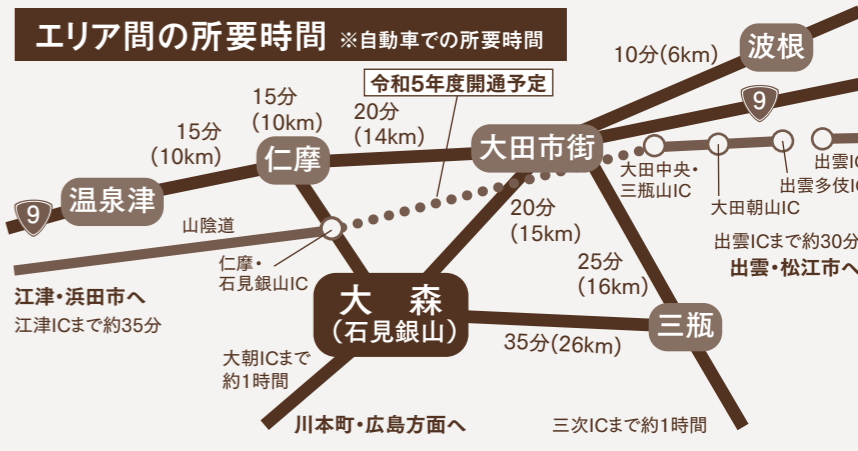 エリア間の所要時間 ※自動車での所要時間
令和5年度開通予定
10分(6km)
波根
9
15分
(10km)
20分
(14km)
15分
(10km)
仁摩
大田市街
温泉津
9
山陰道
仁摩・
石見銀山IC
大田中央・
三瓶山IC
大田朝山IC
出雲多伎IC
出雲IC
20分
(15km)
出雲ICまで約30分
出雲・松江市へ
25分
(16km)
江津・浜田市へ
江津ICまで約35分
大 森
(石見銀山)
三瓶
35分(26km)
大朝ICまで
約1時間
川本町・広島方面へ
三次ICまで約1時間